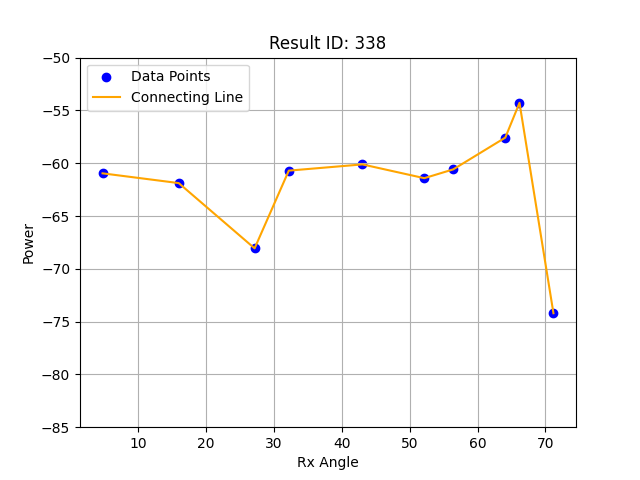 Result ID: 338
−50
−55
−60
−65
−70
−75
−80
−85
Power
Data Points
Connecting Line
10 20 30 40 50 60 70
Rx Angle